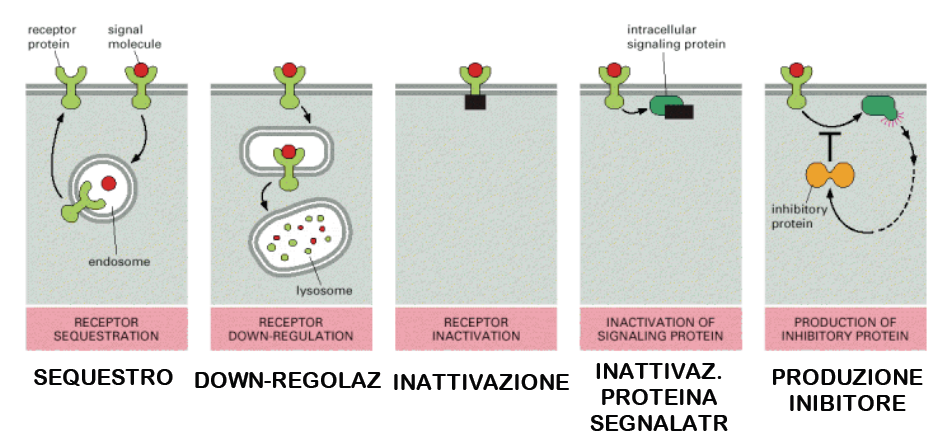 receptor
protein
signal
molecule
endosome
RECEPTOR
SEQUESTRATION
SEQUESTRO
lysosome
RECEPTOR
DOWN-REGULATION
DOWN-REGOLAZ
RECEPTOR
INACTIVATION
INATTIVAZIONE
intracellular
signaling protein
INACTIVATION OF
SIGNALING PROTEIN
INATTIVAZ.
PROTEINA
SEGNALATR
inhibitory
protein
PRODUCTION OF
INHIBITORY PROTEIN
PRODUZIONE
INIBITORE